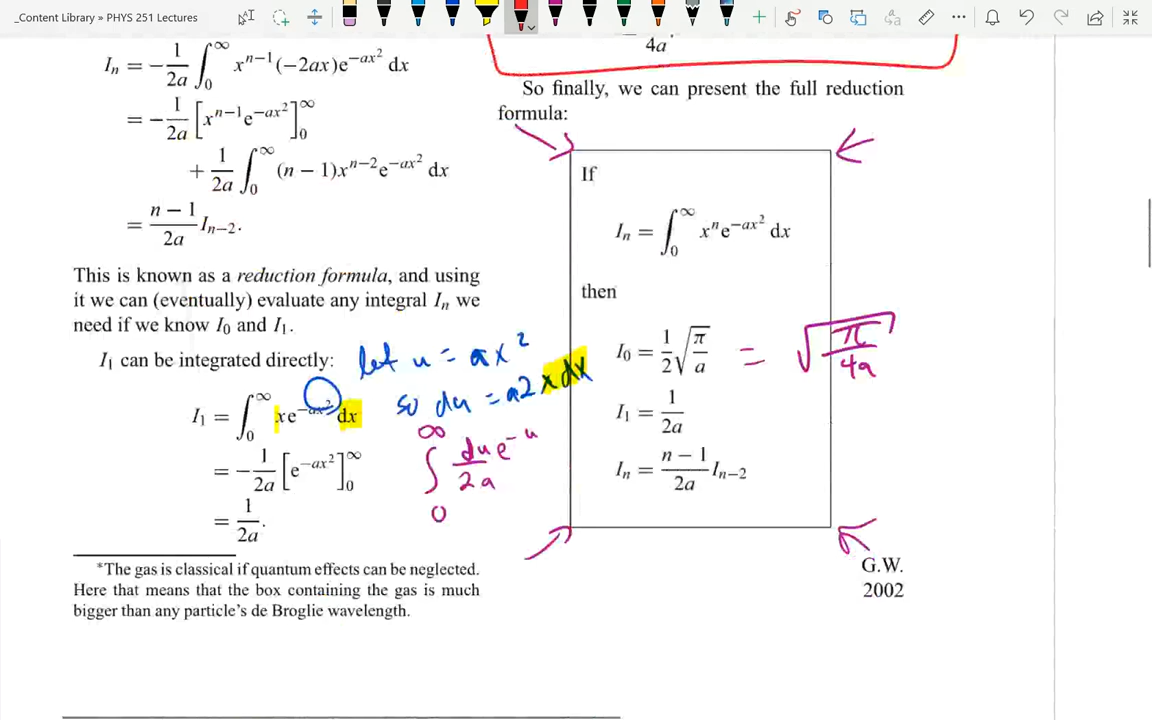 _Content Library » PHYS 251 Lectures
I_n = −1/2a ∫_0^∞ x^{n−1}(−2ax)e^{−ax²} dx
= −1/2a [x^{n−1}e^{−ax²}]_0^∞
+ 1/2a ∫_0^∞ (n − 1)x^{n−2}e^{−ax²} dx
= n − 1/2a I_{n−2}.
This is known as a reduction formula, and using
it we can (eventually) evaluate any integral I_n we
need if we know I_0 and I_1.
I_1 can be integrated directly:
let u = ax²
so du = a2xdx
I_1 = ∫_0^∞ xe^{−ax²} dx
∫_0^∞ du/2a e^{−u}
= −1/2a [e^{−ax²}]_0^∞
= 1/2a.
*The gas is classical if quantum effects can be neglected.
Here that means that the box containing the gas is much
bigger than any particle's de Broglie wavelength.
4a
So finally, we can present the full reduction
formula:
If
I_n = ∫_0^∞ x^n e^{−ax²} dx
then
I_0 = 1/2 √(π/a) = √(π/4a)
I_1 = 1/2a
I_n = n − 1/2a I_{n−2}
G.W.
2002